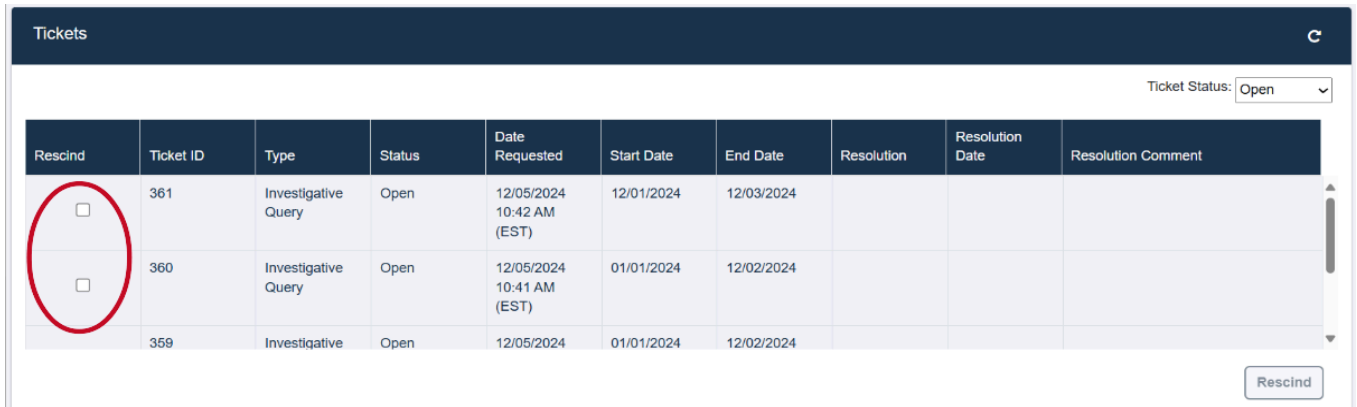 Tickets
Ticket Status: Open
Rescind Ticket ID Type Status Date Requested Start Date End Date Resolution Resolution Date Resolution Comment
361 Investigative Query Open 12/05/2024 10:42 AM (EST) 12/01/2024 12/03/2024
360 Investigative Query Open 12/05/2024 10:41 AM (EST) 01/01/2024 12/02/2024
359 Investigative Open 12/05/2024 01/01/2024 12/02/2024
Rescind